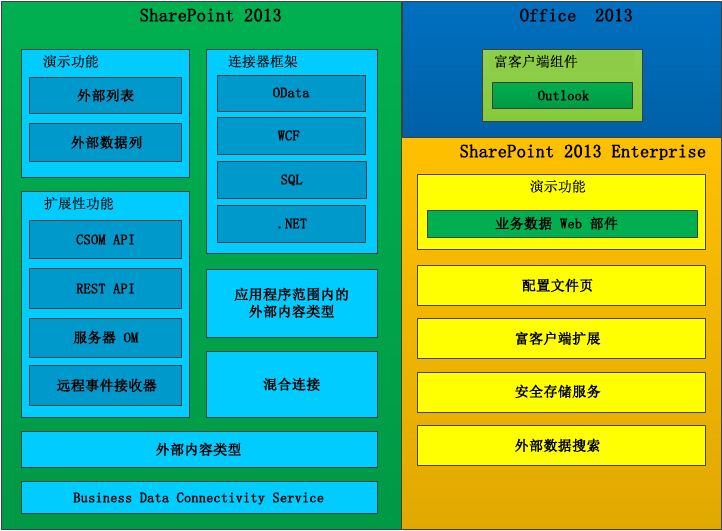 SharePoint 2013
演示功能
外部列表
外部数据列
扩展性功能
CSOM API
REST API
服务器 OM
远程事件接收器
连接器框架
OData
WCF
SQL
.NET
应用程序范围内的
外部内容类型
混合连接
外部内容类型
Business Data Connectivity Service
Office 2013
富客户端组件
Outlook
SharePoint 2013 Enterprise
演示功能
业务数据 Web 部件
配置文件页
富客户端扩展
安全存储服务
外部数据搜索